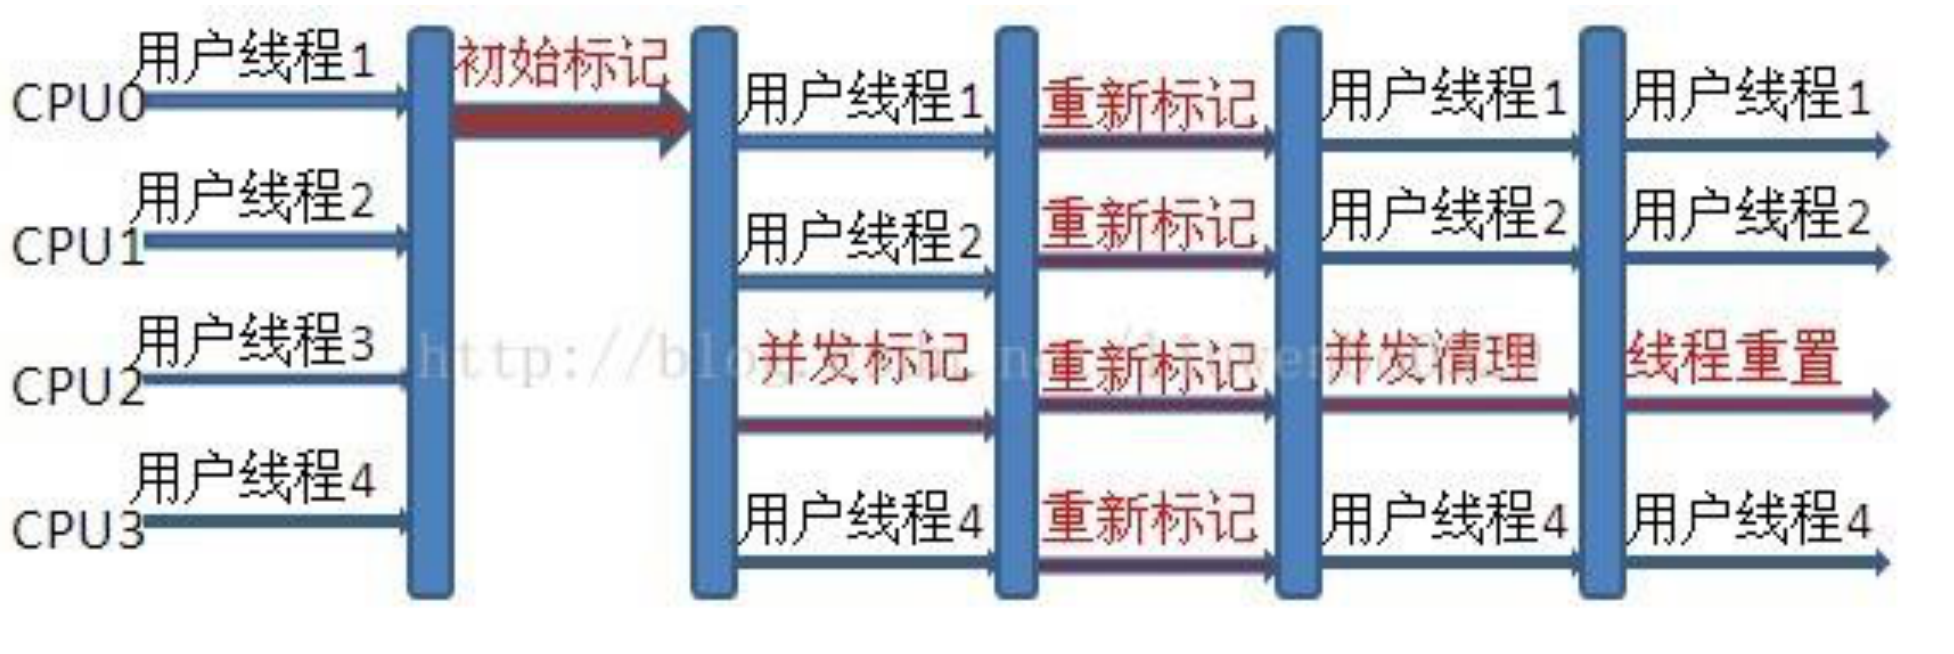 用户线程1 初始标记
CPU0 用户线程1 重新标记 用户线程1 用户线程1
用户线程2
CPU1 用户线程2 重新标记 用户线程2 用户线程2
用户线程3
CPU2 并发标记 重新标记 并发清理 线程重置
用户线程4
CPU3 用户线程4 重新标记 用户线程4 用户线程4
http://blog